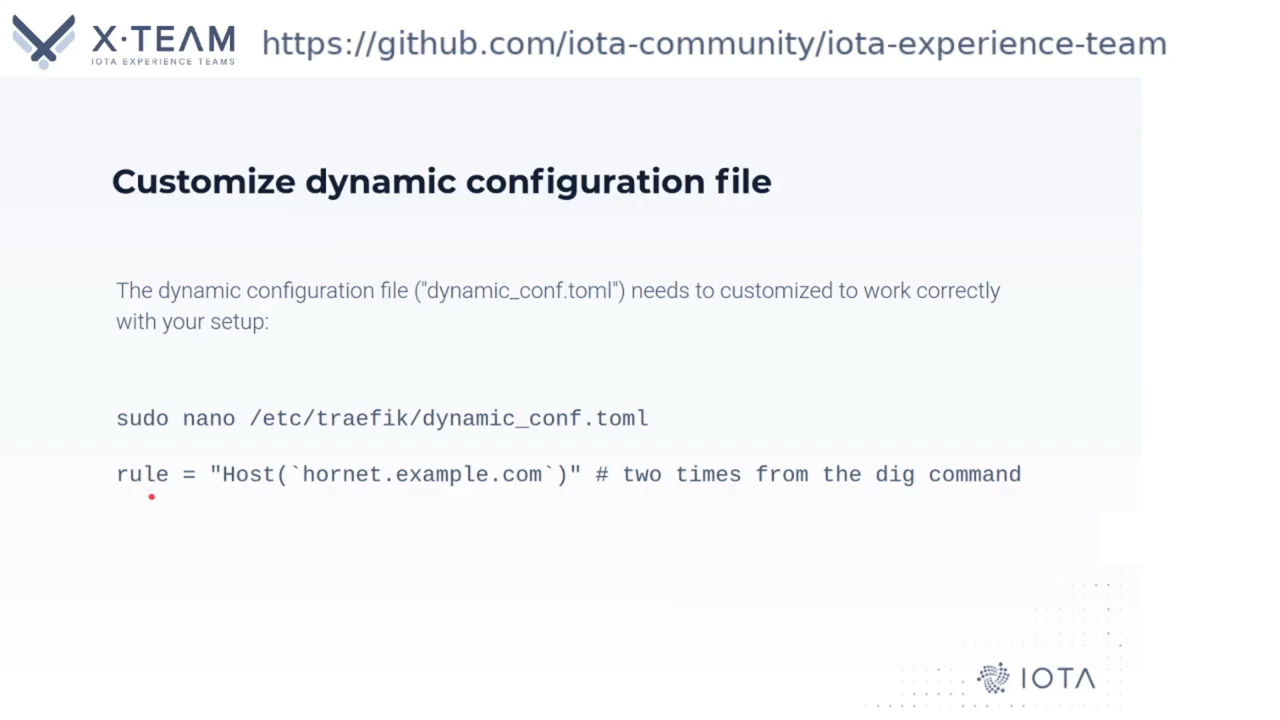 X·TEAM
IOTA EXPERIENCE TEAMS
https://github.com/iota-community/iota-experience-team
Customize dynamic configuration file
The dynamic configuration file ("dynamic_conf.toml") needs to customized to work correctly
with your setup:
sudo nano /etc/traefik/dynamic_conf.toml
rule = "Host(`hornet.example.com`)" # two times from the dig command
IOTA